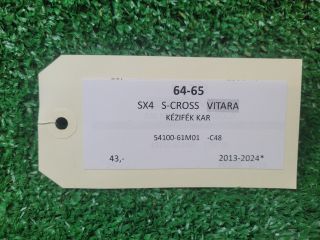 64-65
SX4 S-CROSS VITARA
KÉZIFÉK KAR
54100-61M01 -C48
43,- 2013-2024*